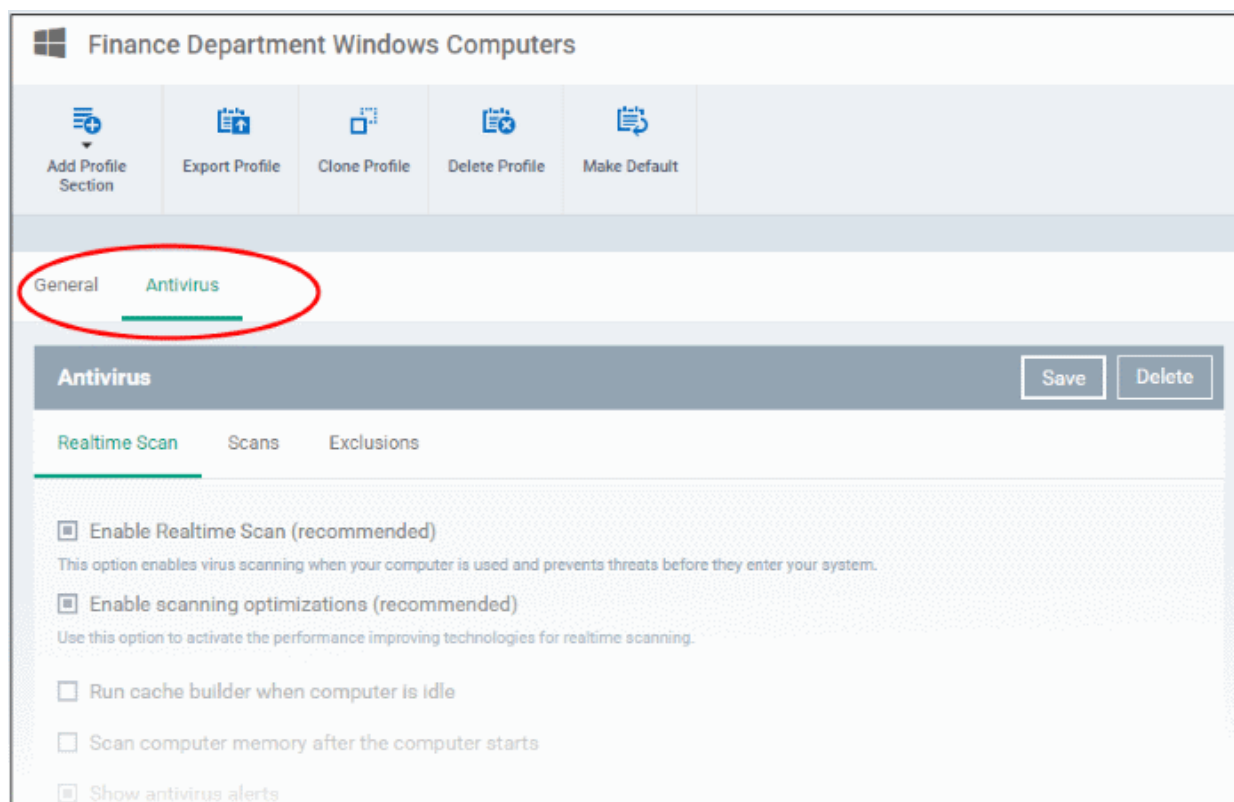 Finance Department Windows Computers
Add Profile
Section
Export Profile
Clone Profile
Delete Profile
Make Default
General
Antivirus
Antivirus
Save
Delete
Realtime Scan
Scans
Exclusions
Enable Realtime Scan (recommended)
This option enables virus scanning when your computer is used and prevents threats before they enter your system.
Enable scanning optimizations (recommended)
Use this option to activate the performance improving technologies for realtime scanning.
Run cache builder when computer is idle
Scan computer memory after the computer starts
Show antivirus alerts